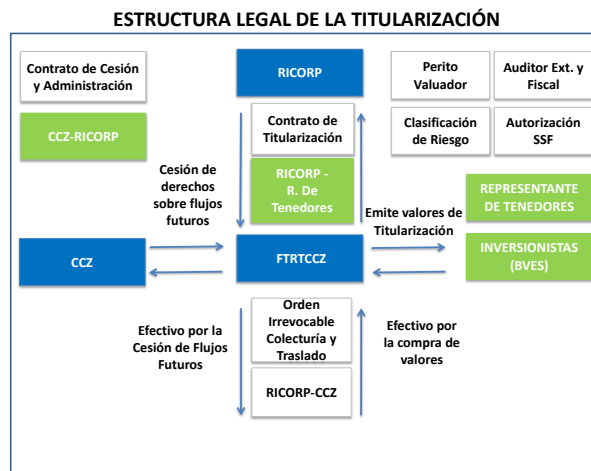 ESTRUCTURA LEGAL DE LA TITULARIZACIÓN
Contrato de Cesión
y Administración
CCZ-RICORP
RICORP
Contrato de
Titularización
RICORP -
R. De
Tenedores
Perito
Valuador
Auditor Ext. y
Fiscal
Clasificación
de Riesgo
Autorización
SSF
Cesión de
derechos
sobre flujos
futuros
Emite valores de
Titularización
REPRESENTANTE
DE TENEDORES
CCZ
FTRTCCZ
INVERSIONISTAS
(BVES)
Efectivo por la
Cesión de Flujos
Futuros
Orden
Irrevocable
Colecturía y
Traslado
RICORP-CCZ
Efectivo por
la compra de
valores